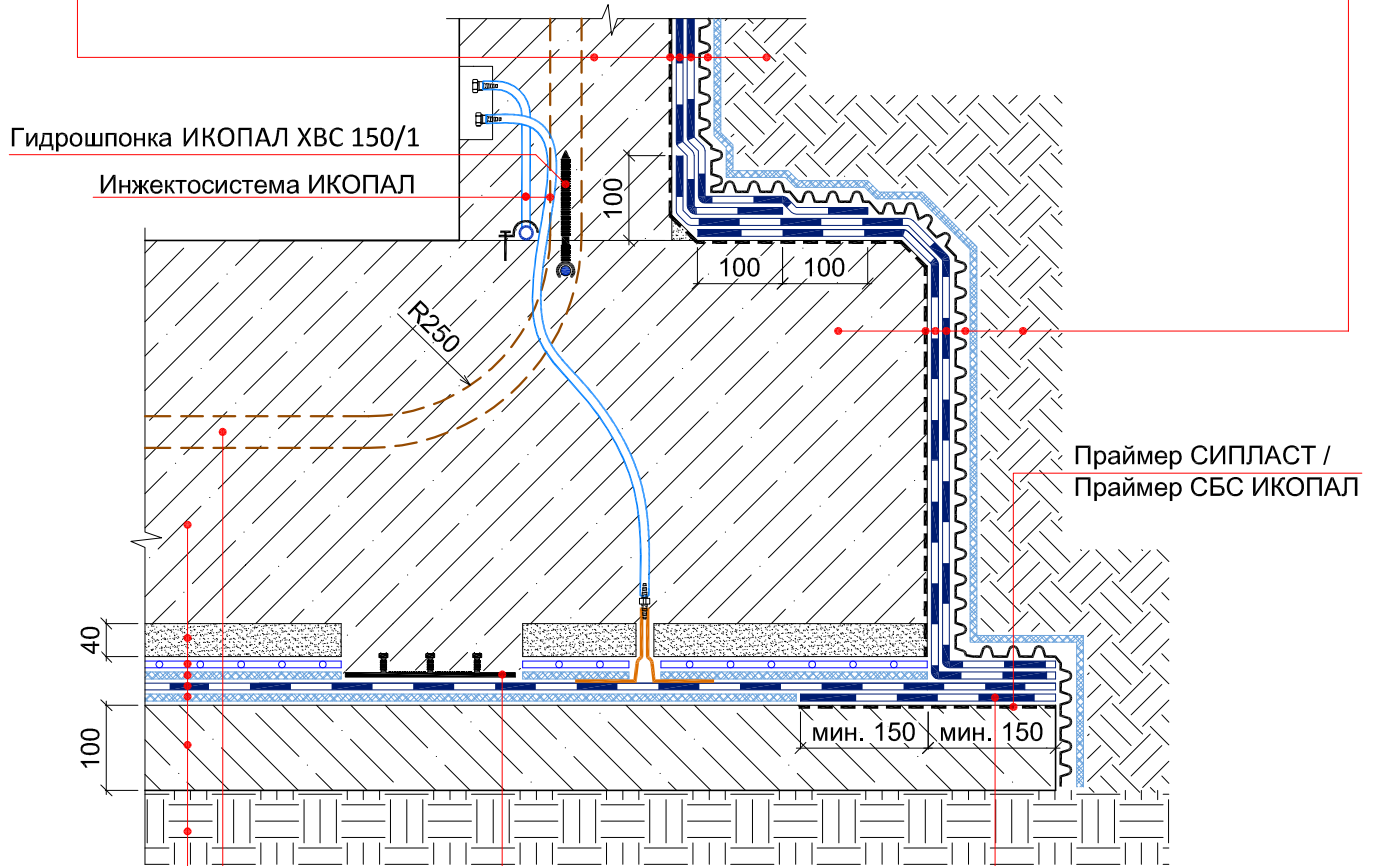 Гидрошпонка ИКОПАЛ ХВС 150/1
Инжектосистема ИКОПАЛ
100
100
100
R250
Праймер СИПЛАСТ /
Праймер СБС ИКОПАЛ
40
100
мин. 150
мин. 150